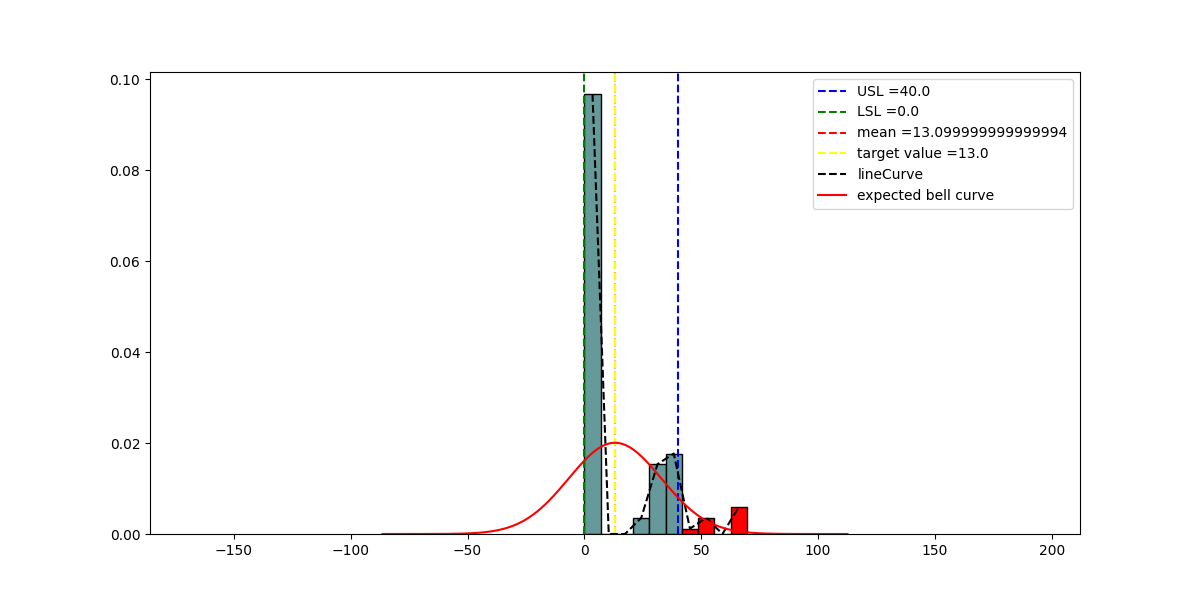 0.10
0.08
0.06
0.04
0.02
0.00
−150
−100
−50
0
50
100
150
200
USL =40.0
LSL =0.0
mean =13.099999999999994
target value =13.0
lineCurve
expected bell curve